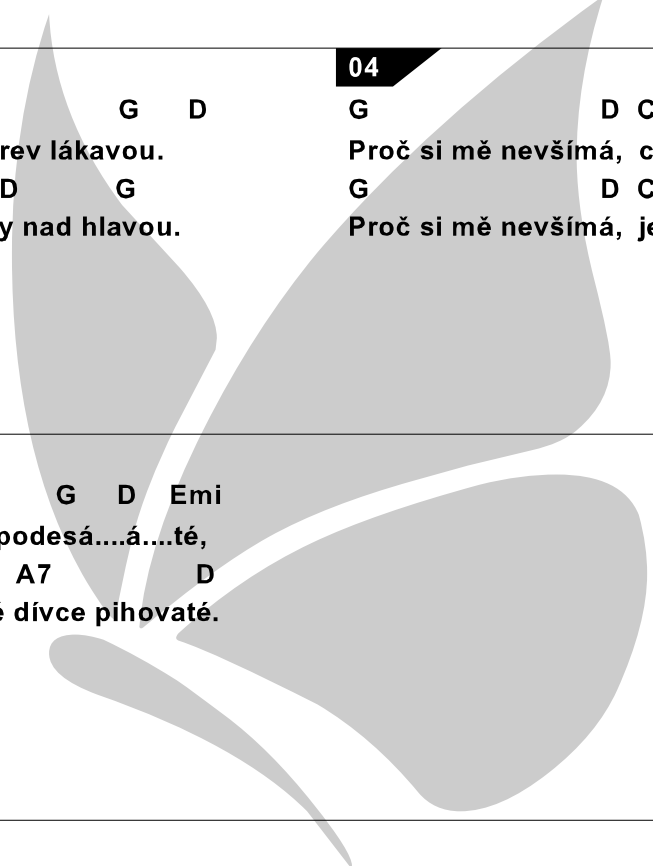 G D
rev lákavou.
D G
y nad hlavou.
G D Emi
podesá....á....té,
A7 D
é dívce pihovaté.
04
G D C
Proč si mě nevšímá, c
G D C
Proč si mě nevšímá, je